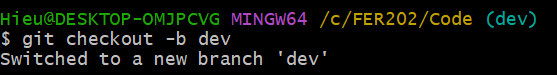 Hieu@DESKTOP-OMJPCVG MINGW64 /c/FER202/Code (dev)
$ git checkout -b dev
Switched to a new branch 'dev'